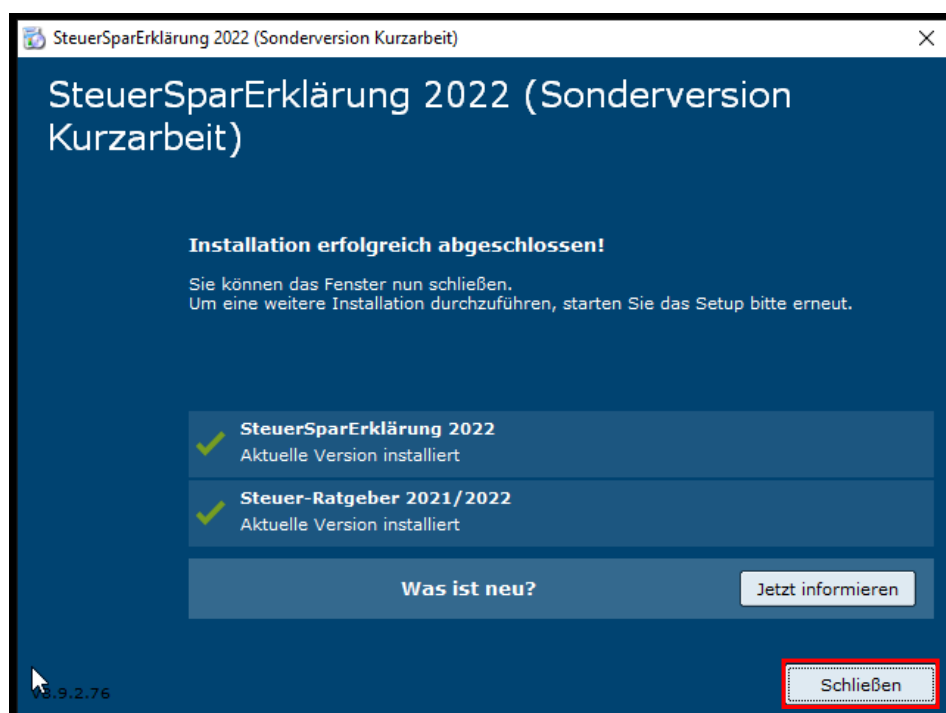 SteuerSparErklärung 2022 (Sonderversion Kurzarbeit)
SteuerSparErklärung 2022 (Sonderversion
Kurzarbeit)
Installation erfolgreich abgeschlossen!
Sie können das Fenster nun schließen.
Um eine weitere Installation durchzuführen, starten Sie das Setup bitte erneut.
SteuerSparErklärung 2022
Aktuelle Version installiert
Steuer-Ratgeber 2021/2022
Aktuelle Version installiert
Was ist neu?
Jetzt informieren
Schließen